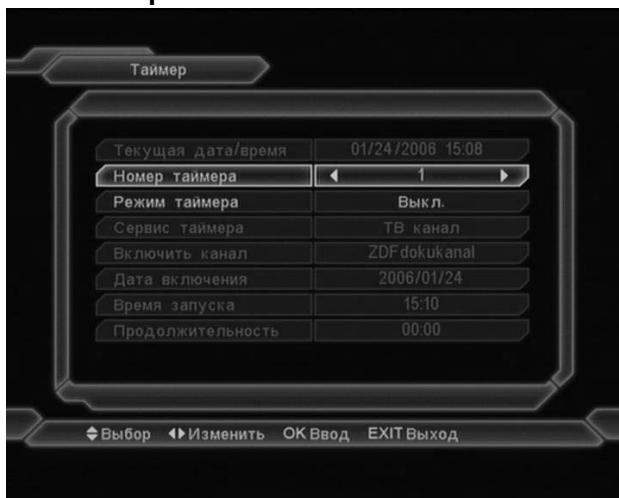 Таймер
Текущая дата/время 01/24/2006 15:08
Номер таймера 1
Режим таймера Выкл.
Сервис таймера ТВ канал
Включить канал ZDFdokukanal
Дата включения 2006/01/24
Время запуска 15:10
Продолжительность 00:00
Выбор Изменить OK Ввод EXIT Выход